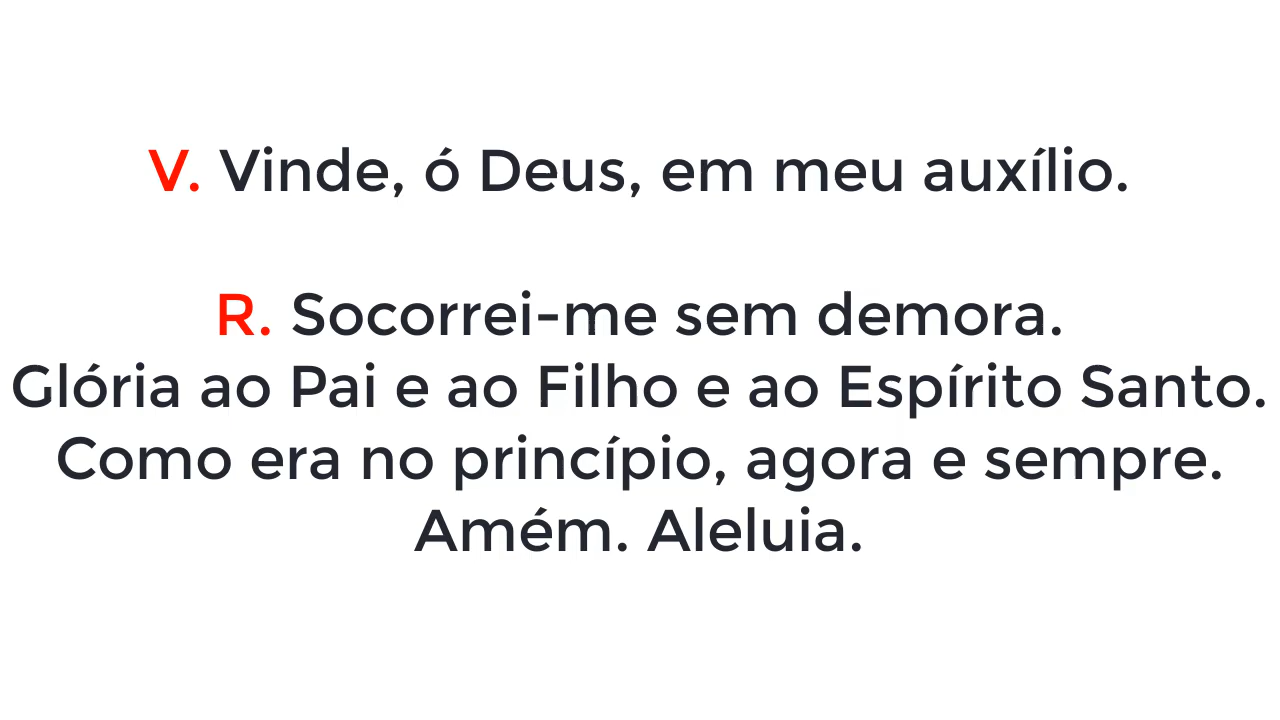 V. Vinde, ó Deus, em meu auxílio.
R. Socorrei-me sem demora.
Glória ao Pai e ao Filho e ao Espírito Santo.
Como era no princípio, agora e sempre.
Amém. Aleluia.